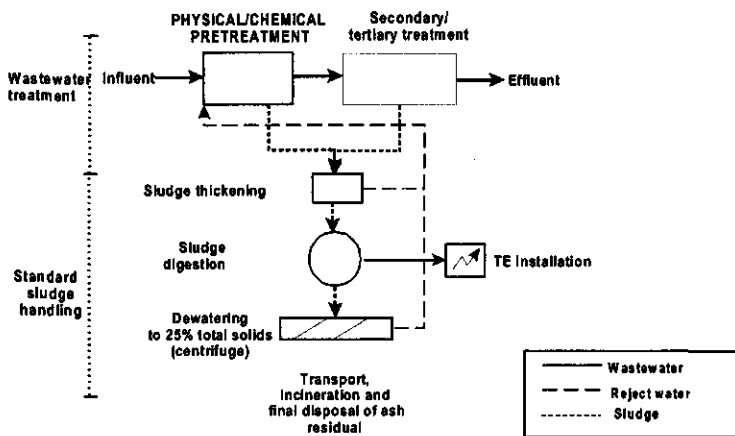 PHYSICAL/CHEMICAL
PRETREATMENT
Secondary/
tertiary treatment
Wastewater
treatment
Influent
Effluent
Sludge thickening
Sludge
digestion
TE Installation
Standard
sludge
handling
Dewatering
to 25% total solids
(centrifuge)
Transport,
incineration and
final disposal of ash
residual
Wastewater
Reject water
Sludge